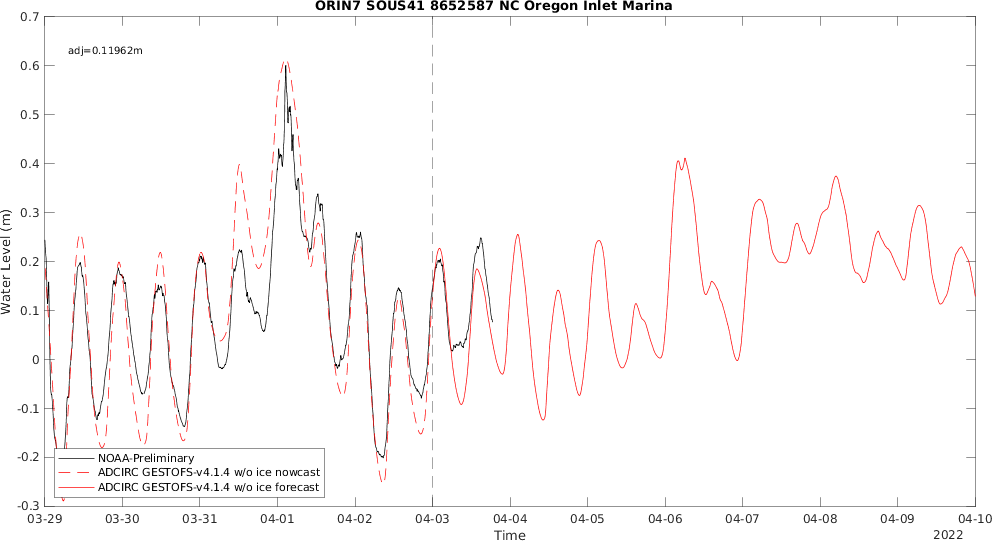 ORIN7 SOUS41 8652587 NC Oregon Inlet Marina
adj=0.11962m
Water Level (m)
0.7
0.6
0.5
0.4
0.3
0.2
0.1
0
-0.1
-0.2
-0.3
NOAA-Preliminary
ADCIRC GESTOFS-v4.1.4 w/o ice nowcast
ADCIRC GESTOFS-v4.1.4 w/o ice forecast
03-29 03-30 03-31 04-01 04-02 04-03 04-04 04-05 04-06 04-07 04-08 04-09 04-10
Time
2022